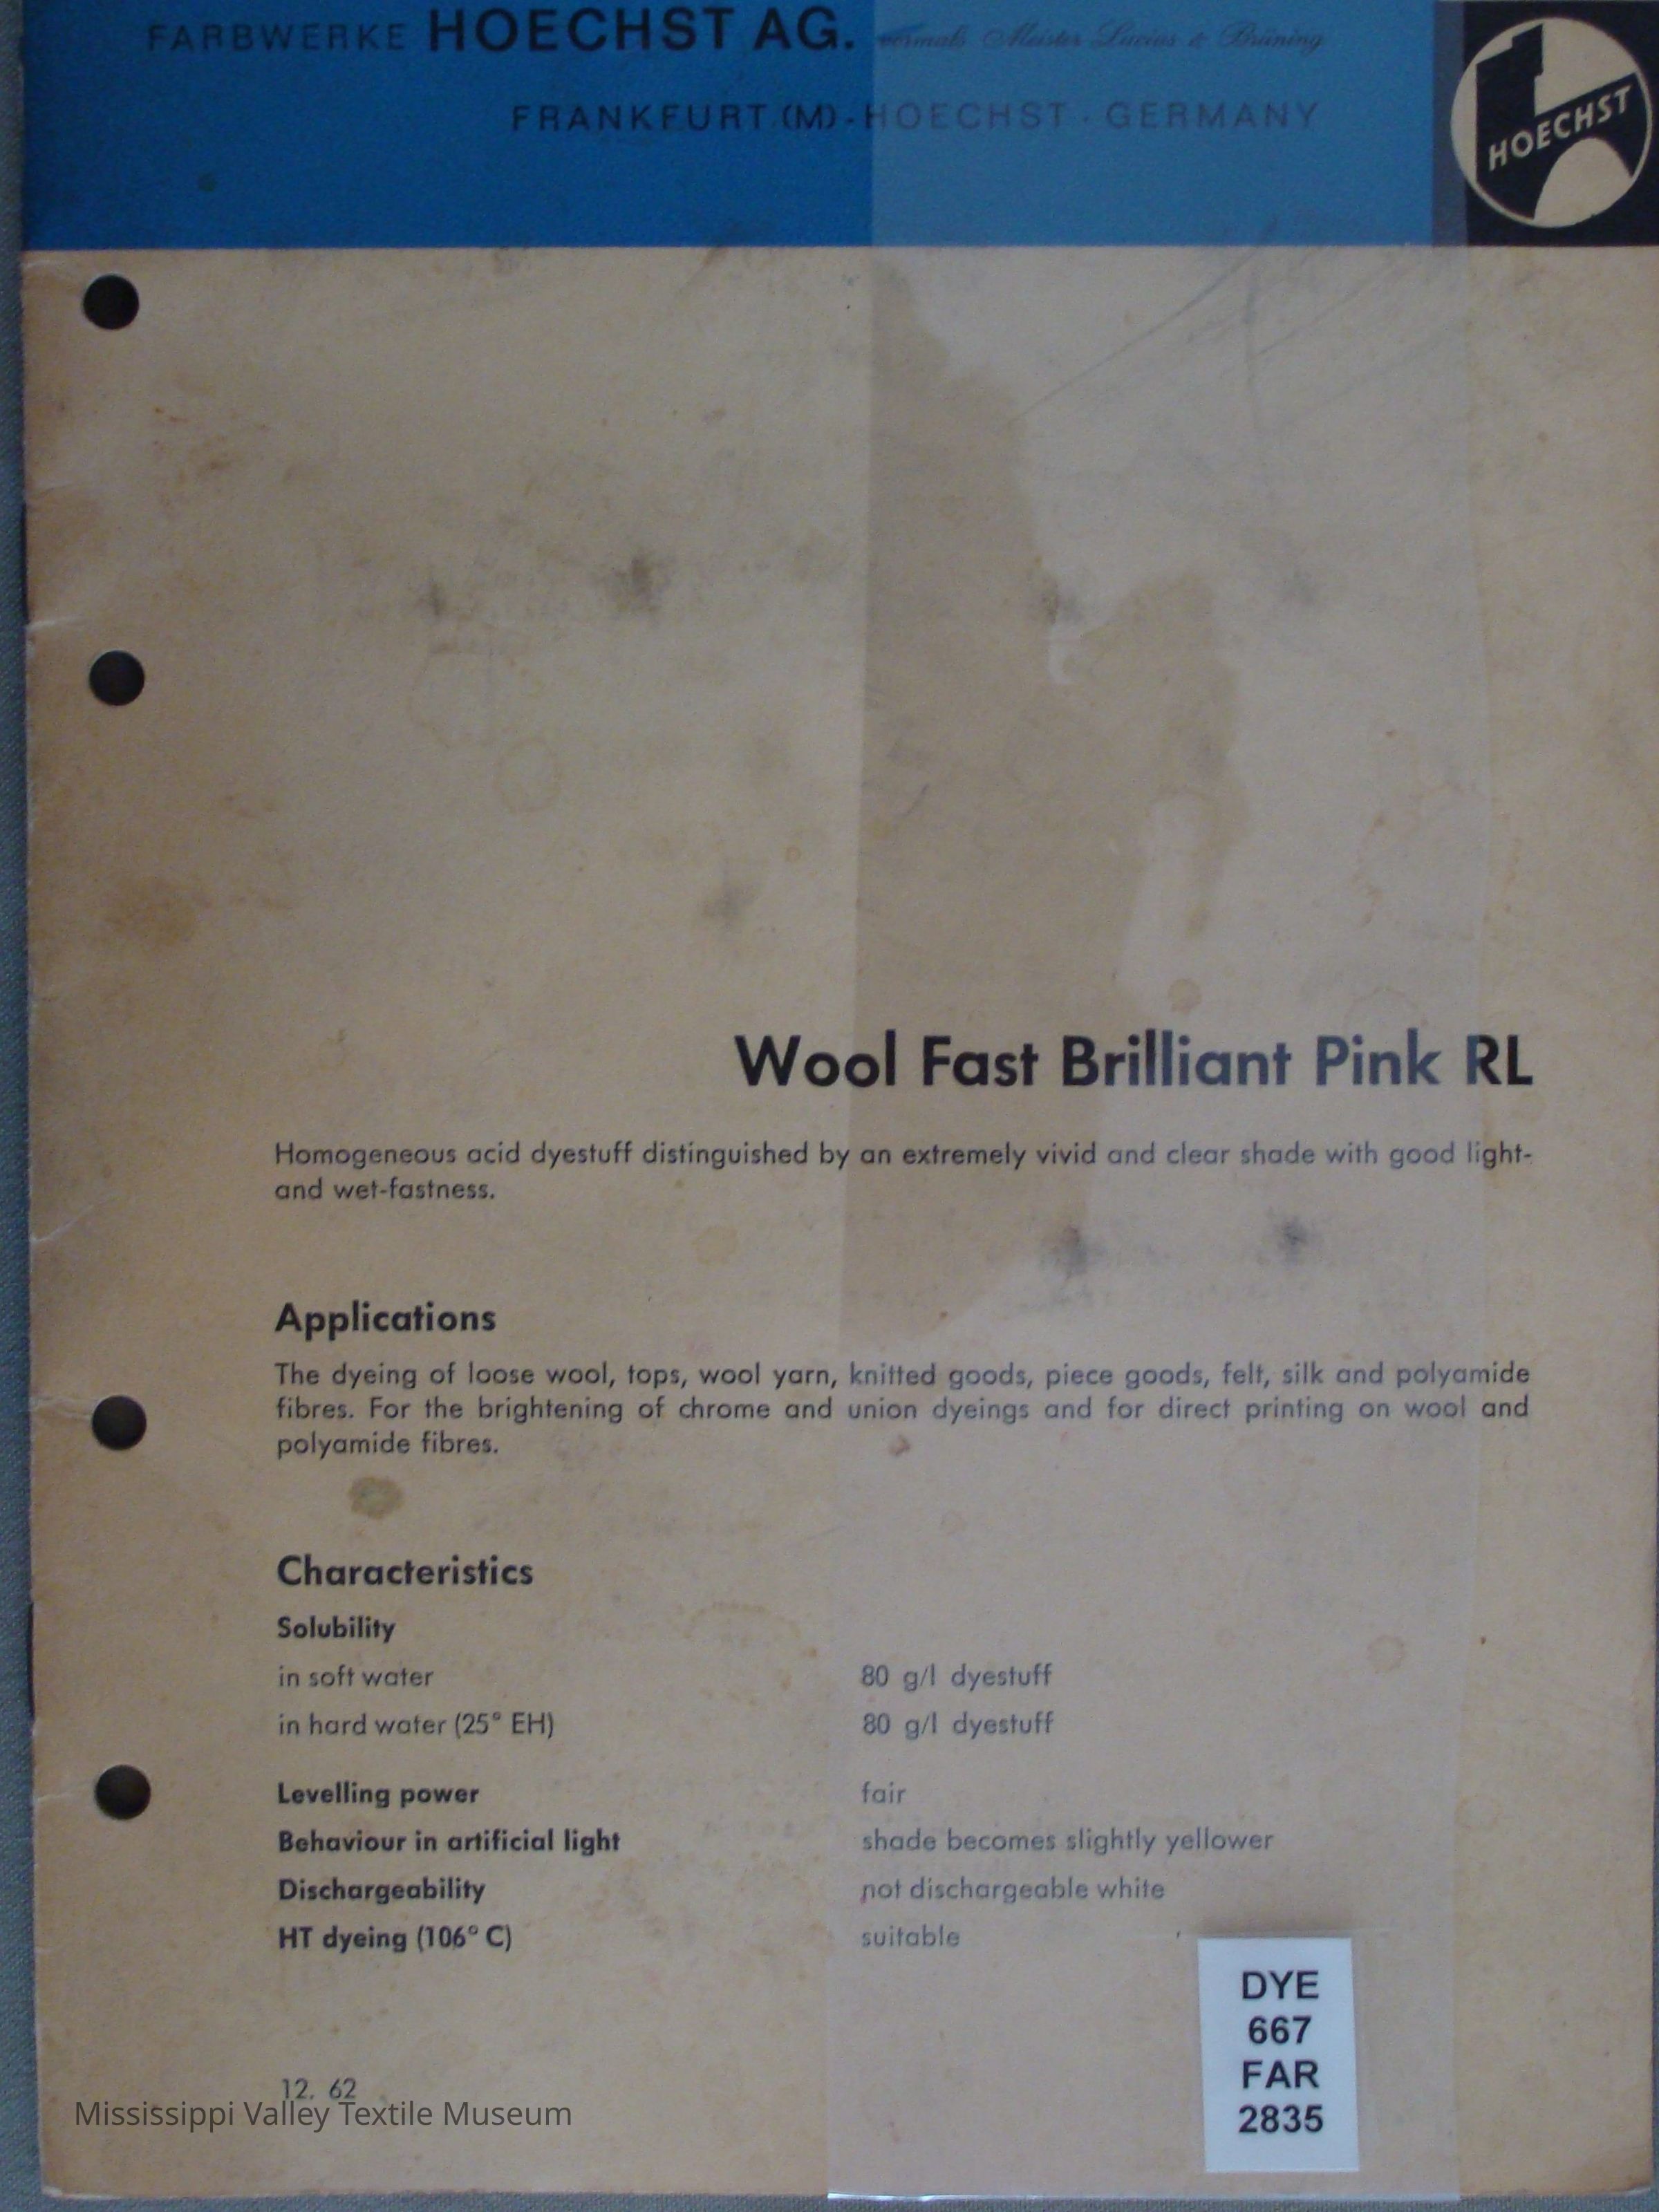 FARBWERKE HOECHST AG. vormals Meister Lucius & Brüning
FRANKFURT (M) - HOECHST · GERMANY
HOECHST
Wool Fast Brilliant Pink RL
Homogeneous acid dyestuff distinguished by an extremely vivid and clear shade with good light-
and wet-fastness.
Applications
The dyeing of loose wool, tops, wool yarn, knitted goods, piece goods, felt, silk and polyamide
fibres. For the brightening of chrome and union dyeings and for direct printing on wool and
polyamide fibres.
Characteristics
Solubility
in soft water 80 g/l dyestuff
in hard water (25° EH) 80 g/l dyestuff
Levelling power fair
Behaviour in artificial light shade becomes slightly yellower
Dischargeability not dischargeable white
HT dyeing (106° C) suitable
DYE
667
FAR
2835
12. 62
Mississippi Valley Textile Museum